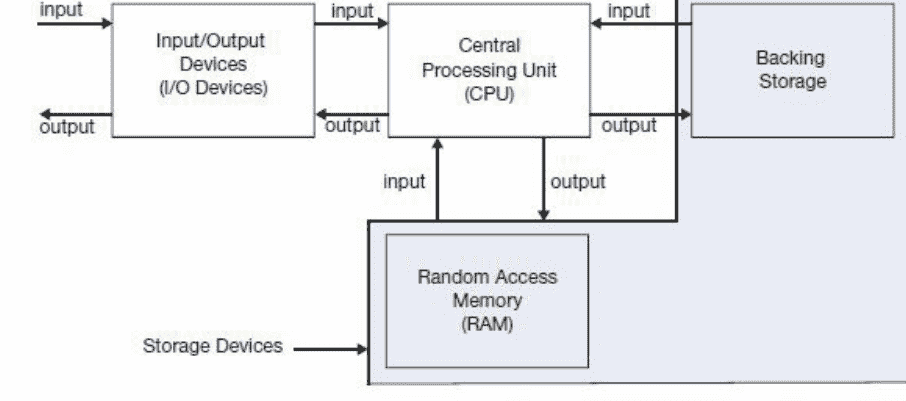 input
input
input
Input/Output
Devices
(I/O Devices)
Central
Processing Unit
(CPU)
Backing
Storage
output
output
output
input
output
Random Access
Memory
(RAM)
Storage Devices